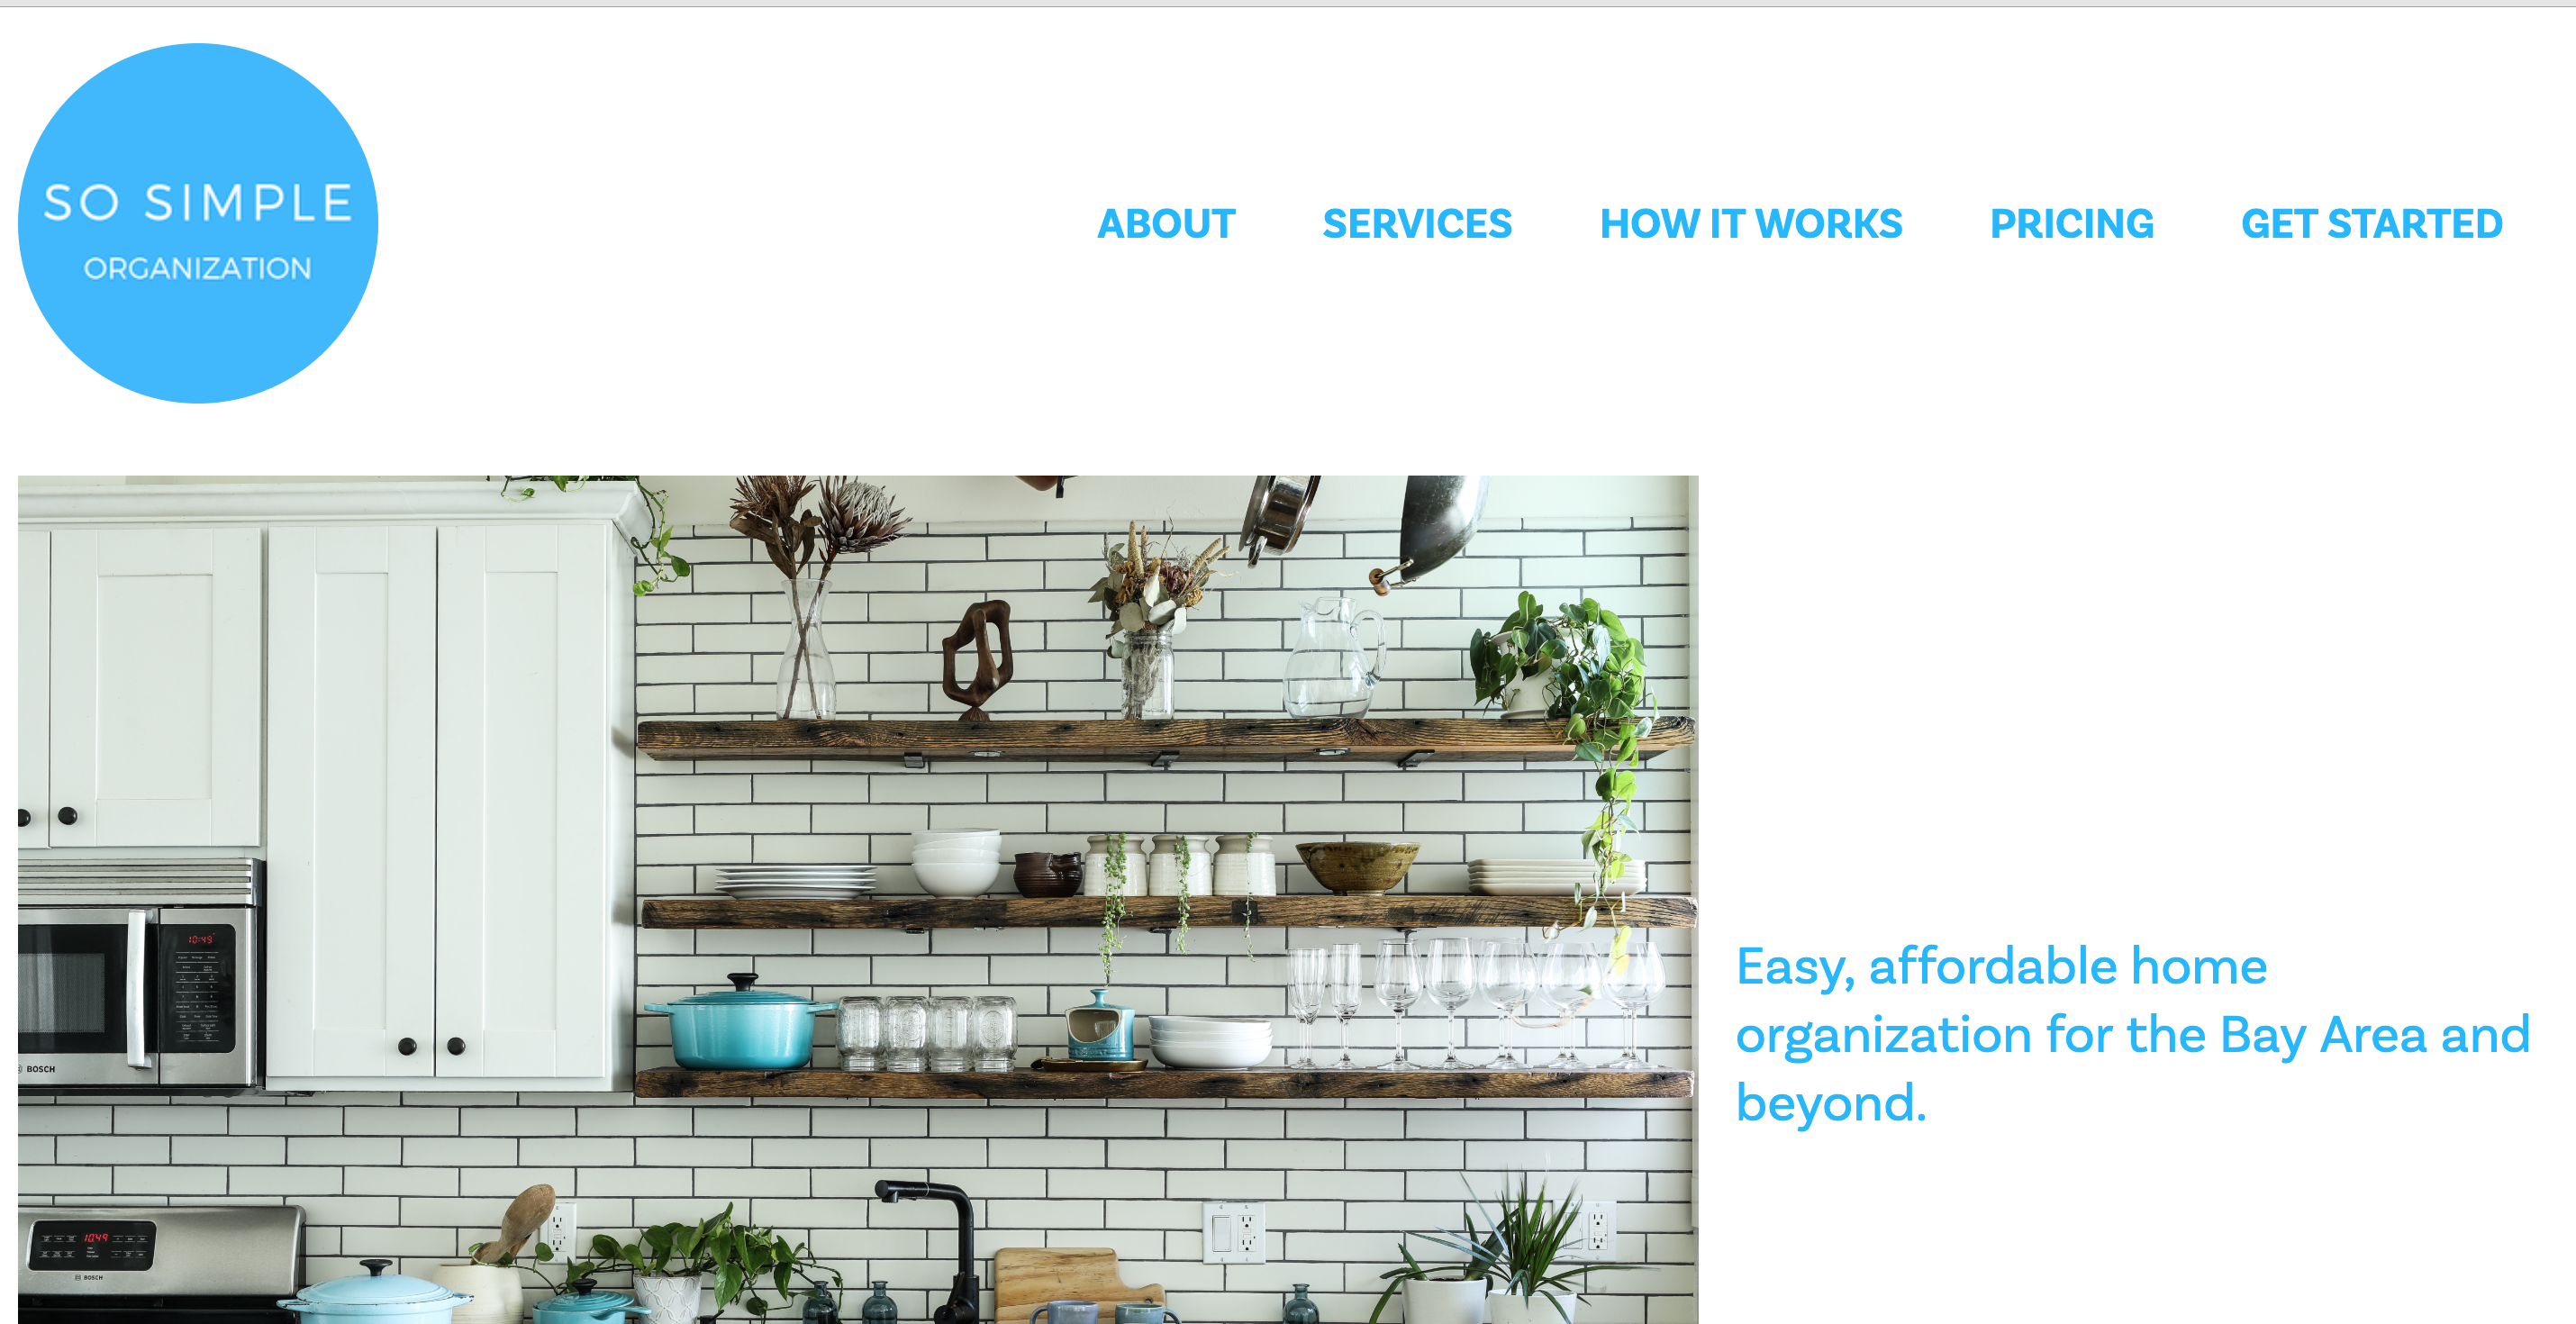 SO SIMPLE
ORGANIZATION
ABOUT SERVICES HOW IT WORKS PRICING GET STARTED
10:49
BOSCH
Easy, affordable home
organization for the Bay Area and
beyond.
10:49
BOSCH